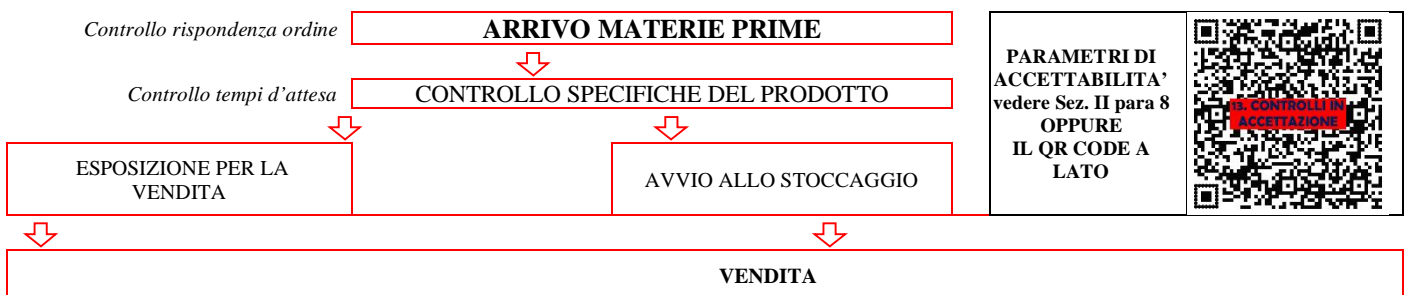 Controllo rispondenza ordine
ARRIVO MATERIE PRIME
Controllo tempi d'attesa
CONTROLLO SPECIFICHE DEL PRODOTTO
ESPOSIZIONE PER LA
VENDITA
AVVIO ALLO STOCCAGGIO
PARAMETRI DI
ACCETTABILITA'
vedere Sez. II para 8
OPPURE
IL QR CODE A
LATO
13. CONTROLLI IN
ACCETTAZIONE
VENDITA